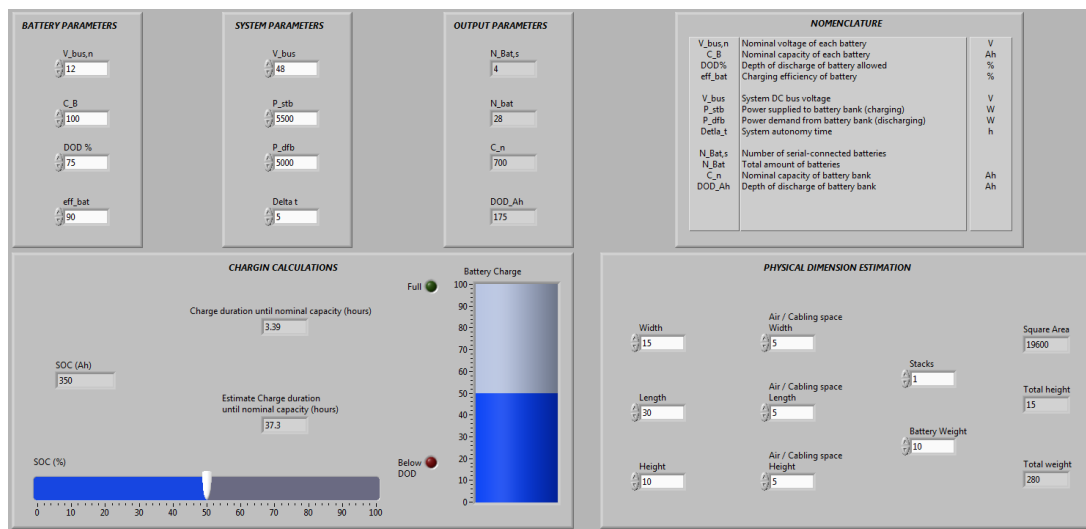 BATTERY PARAMETERS
V_bus,n
12
C_B
100
DOD %
75
eff_bat
90
SYSTEM PARAMETERS
V_bus
48
P_stb
5500
P_dfb
5000
Delta t
5
OUTPUT PARAMETERS
N_Bat,s
4
N_bat
28
C_n
700
DOD_Ah
175
NOMENCLATURE
V_bus,n Nominal voltage of each battery V
C_B Nominal capacity of each battery Ah
DOD% Depth of discharge of battery allowed %
eff_bat Charging efficiency of battery %
V_bus System DC bus voltage V
P_stb Power supplied to battery bank (charging) W
P_dfb Power demand from battery bank (discharging) W
Detla_t System autonomy time h
N_Bat,s Number of serial-connected batteries
N_Bat Total amount of batteries
C_n Nominal capacity of battery bank Ah
DOD_Ah Depth of discharge of battery bank Ah
CHARGIN CALCULATIONS
Charge duration until nominal capacity (hours)
3.39
SOC (Ah)
350
Estimate Charge duration
until nominal capacity (hours)
37.3
SOC (%)
0 10 20 30 40 50 60 70 80 90 100
Full
Below
DOD
Battery Charge
100
90
80
70
60
50
40
30
20
10
0
PHYSICAL DIMENSION ESTIMATION
Width
15
Length
30
Height
10
Air / Cabling space
Width
5
Air / Cabling space
Length
5
Air / Cabling space
Height
5
Stacks
1
Battery Weight
10
Square Area
19600
Total height
15
Total weight
280